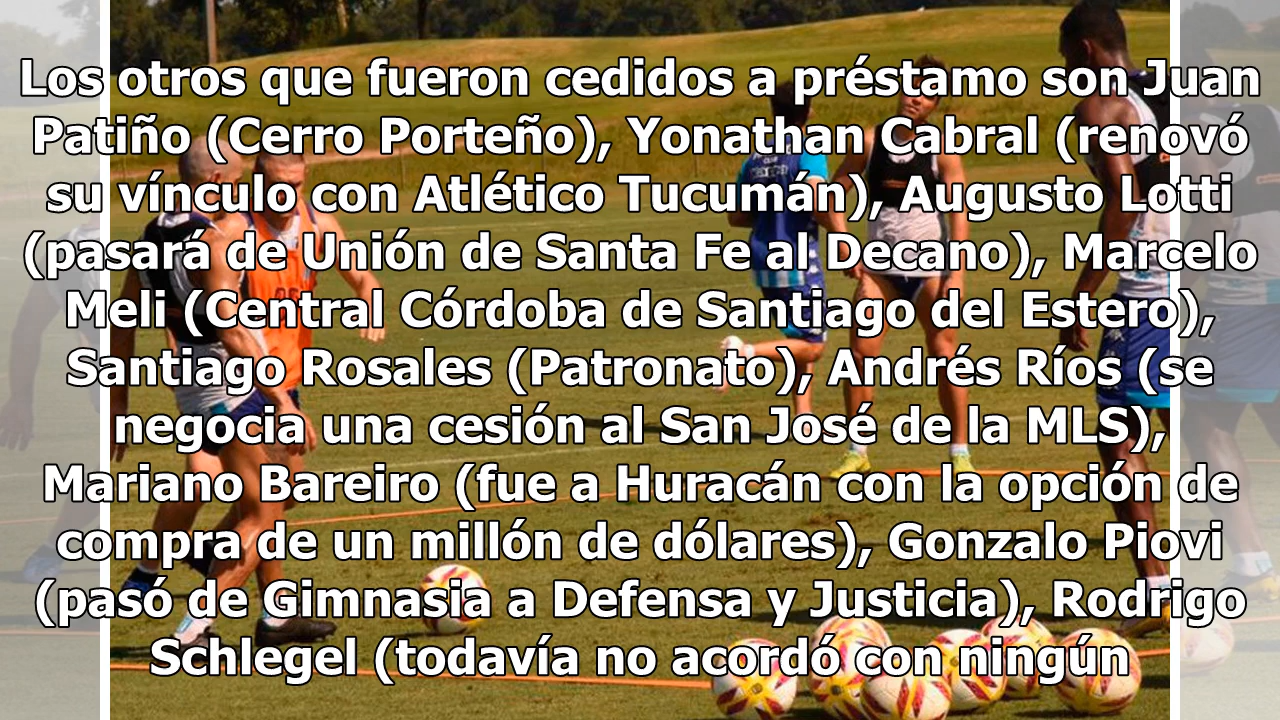 Los otros que fueron cedidos a préstamo son Juan
Patiño (Cerro Porteño), Yonathan Cabral (renovó
su vínculo con Atlético Tucumán), Augusto Lotti
(pasará de Unión de Santa Fe al Decano), Marcelo
Meli (Central Córdoba de Santiago del Estero),
Santiago Rosales (Patronato), Andrés Ríos (se
negocia una cesión al San José de la MLS),
Mariano Bareiro (fue a Huracán con la opción de
compra de un millón de dólares), Gonzalo Piovi
(pasó de Gimnasia a Defensa y Justicia), Rodrigo
Schlegel (todavía no acordó con ningún